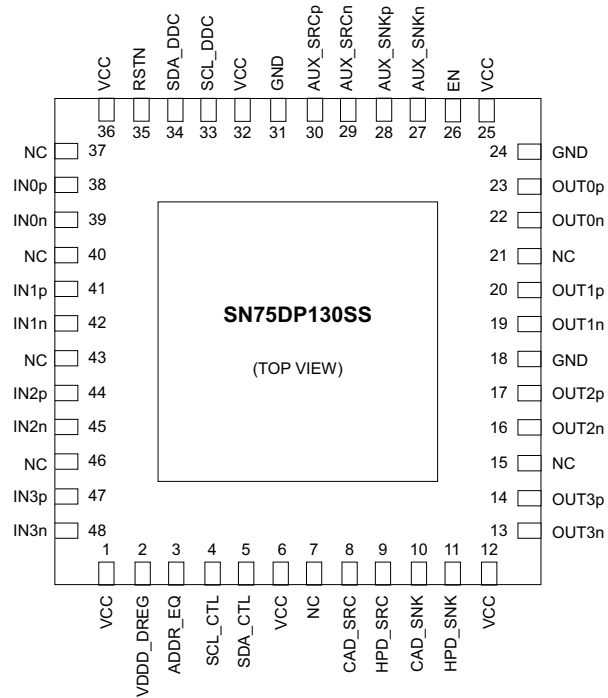 VCC
RSTN
SDA_DDC
SCL_DDC
VCC
GND
AUX_SRCp
AUX_SRCn
AUX_SNKp
AUX_SNKn
EN
VCC
36 35 34 33 32 31 30 29 28 27 26 25
NC 37
IN0p 38
IN0n 39
NC 40
IN1p 41
IN1n 42
NC 43
IN2p 44
IN2n 45
NC 46
IN3p 47
IN3n 48
SN75DP130SS
(TOP VIEW)
24 GND
23 OUT0p
22 OUT0n
21 NC
20 OUT1p
19 OUT1n
18 GND
17 OUT2p
16 OUT2n
15 NC
14 OUT3p
13 OUT3n
1 2 3 4 5 6 7 8 9 10 11 12
VCC
VDDD_DREG
ADDR_EQ
SCL_CTL
SDA_CTL
VCC
NC
CAD_SRC
HPD_SRC
CAD_SNK
HPD_SNK
VCC